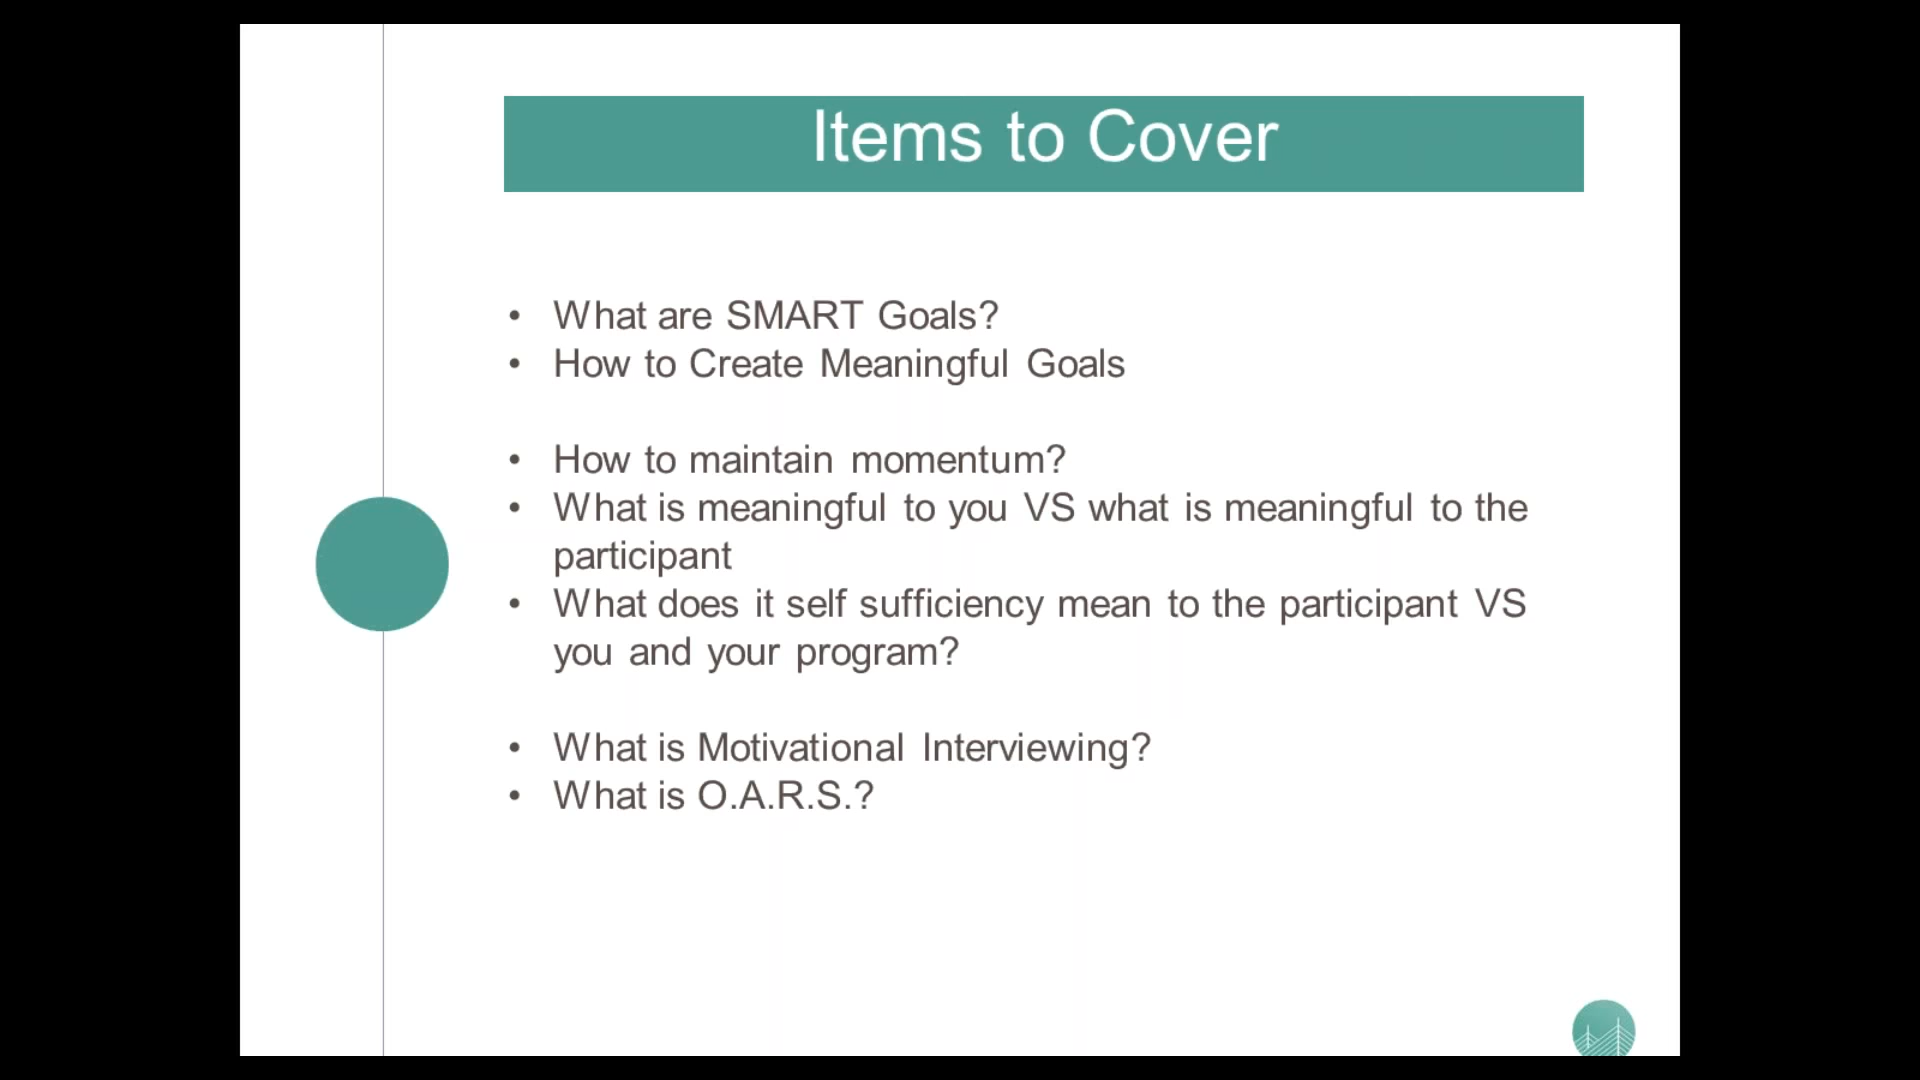 Items to Cover
• What are SMART Goals?
• How to Create Meaningful Goals
• How to maintain momentum?
• What is meaningful to you VS what is meaningful to the
participant
• What does it self sufficiency mean to the participant VS
you and your program?
• What is Motivational Interviewing?
• What is O.A.R.S.?